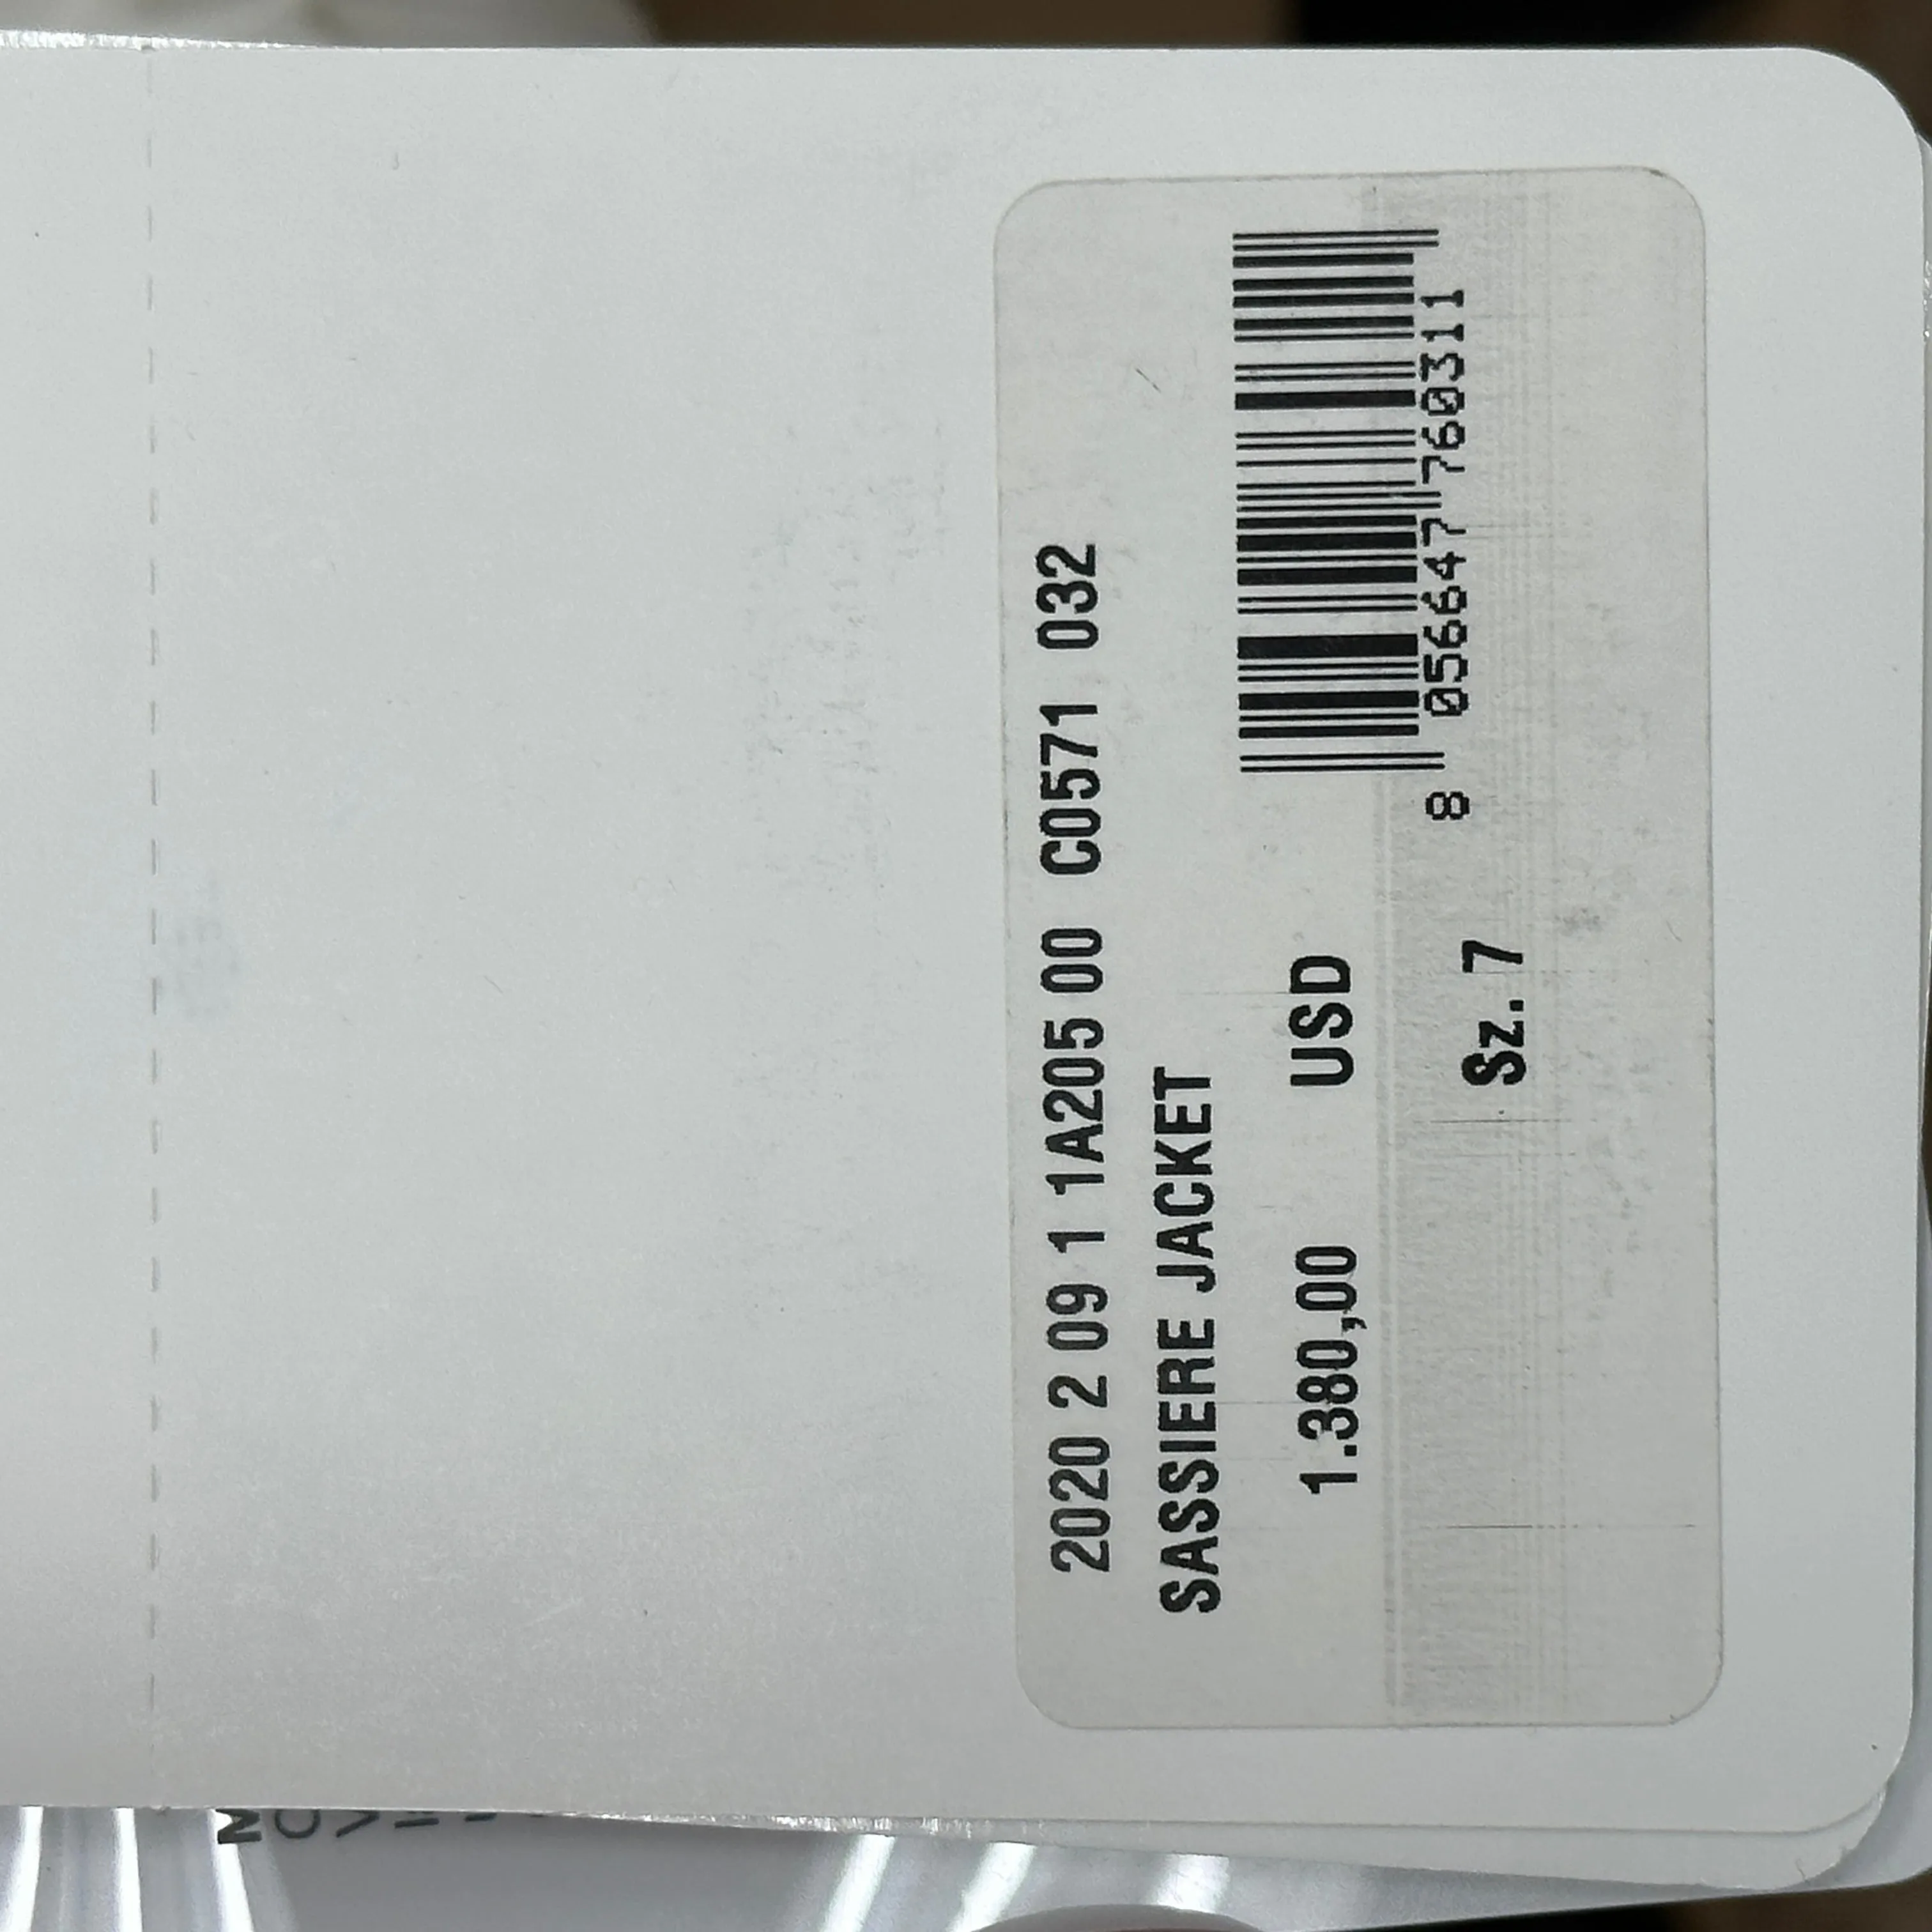 2020 2 09 1 1A205 00 C0571 032
SASSIERE JACKET
1.380,00 USD
8 056647 760311
Sz. 7